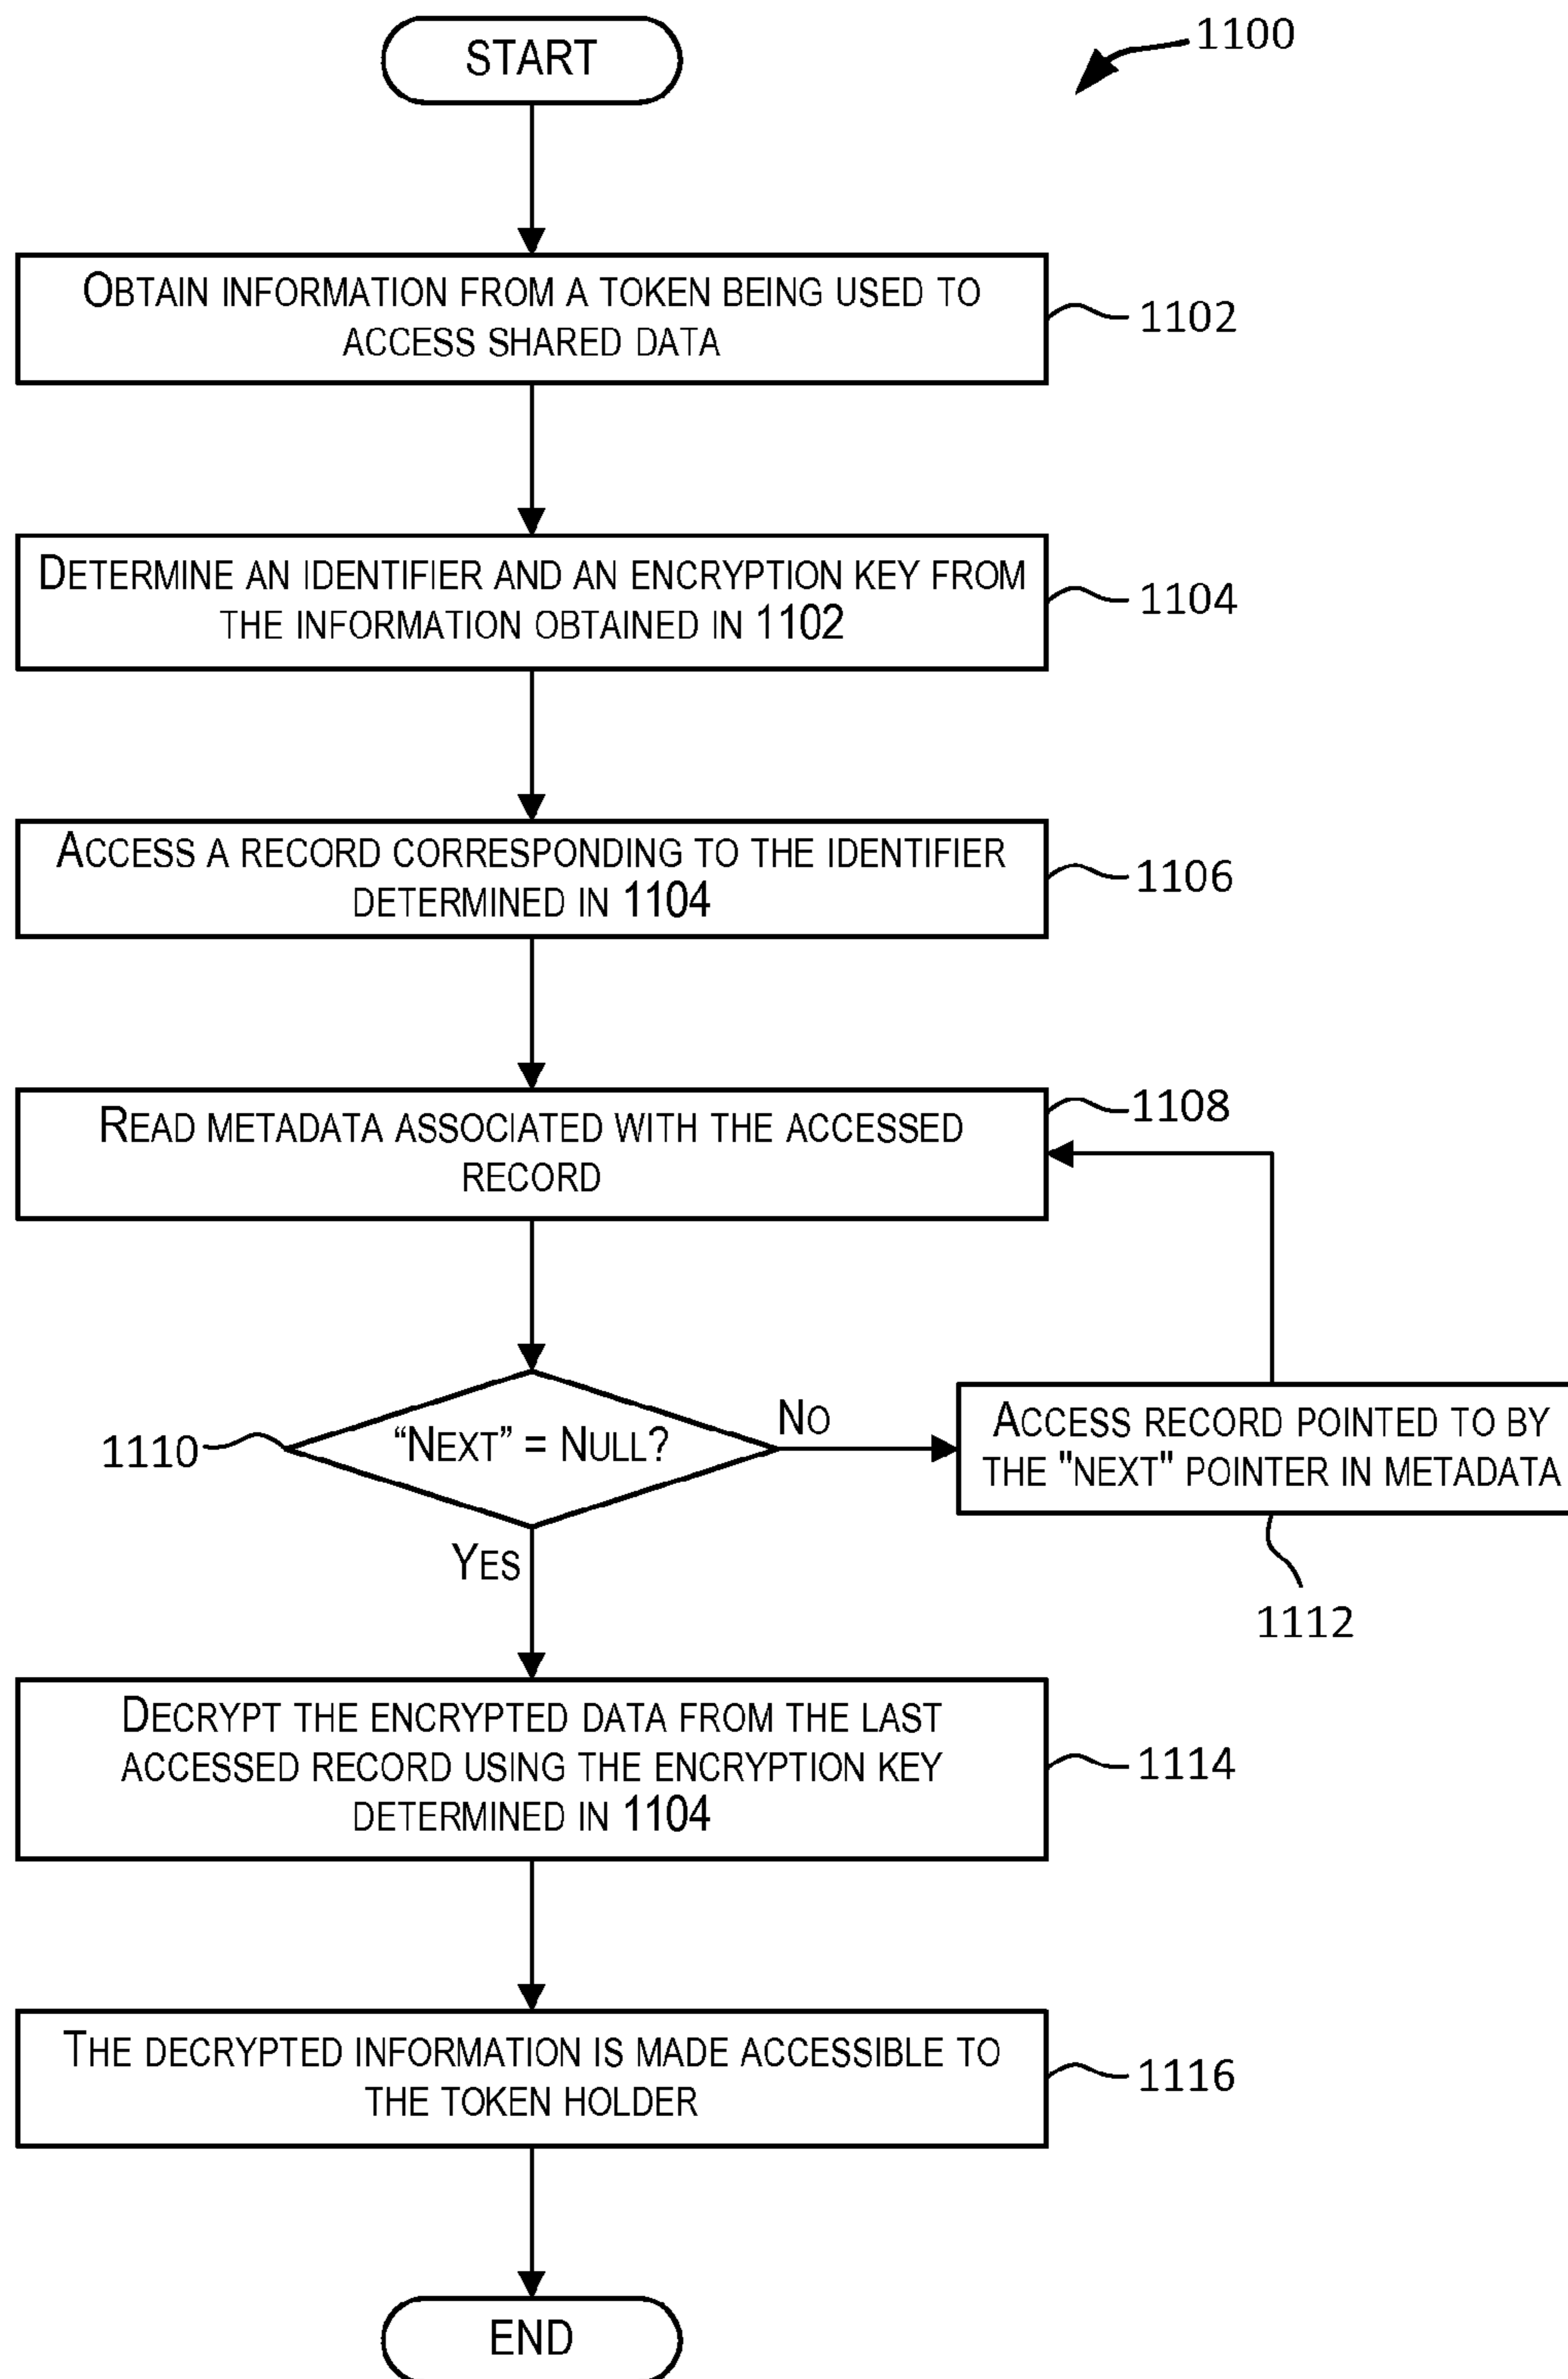 START
1100
OBTAIN INFORMATION FROM A TOKEN BEING USED TO
ACCESS SHARED DATA
1102
DETERMINE AN IDENTIFIER AND AN ENCRYPTION KEY FROM
THE INFORMATION OBTAINED IN 1102
1104
ACCESS A RECORD CORRESPONDING TO THE IDENTIFIER
DETERMINED IN 1104
1106
READ METADATA ASSOCIATED WITH THE ACCESSED
RECORD
1108
1110
“NEXT” = NULL?
NO
ACCESS RECORD POINTED TO BY
THE "NEXT" POINTER IN METADATA
1112
YES
DECRYPT THE ENCRYPTED DATA FROM THE LAST
ACCESSED RECORD USING THE ENCRYPTION KEY
DETERMINED IN 1104
1114
THE DECRYPTED INFORMATION IS MADE ACCESSIBLE TO
THE TOKEN HOLDER
1116
END